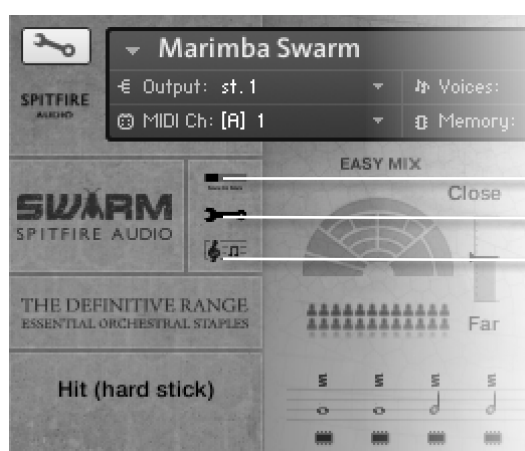 Marimba Swarm
SPITFIRE
AUDIO
Output: st. 1
Voices:
MIDI Ch: [A] 1
Memory:
EASY MIX
Close
SWARM
SPITFIRE AUDIO
THE DEFINITIVE RANGE
ESSENTIAL ORCHESTRAL STAPLES
Far
Hit (hard stick)